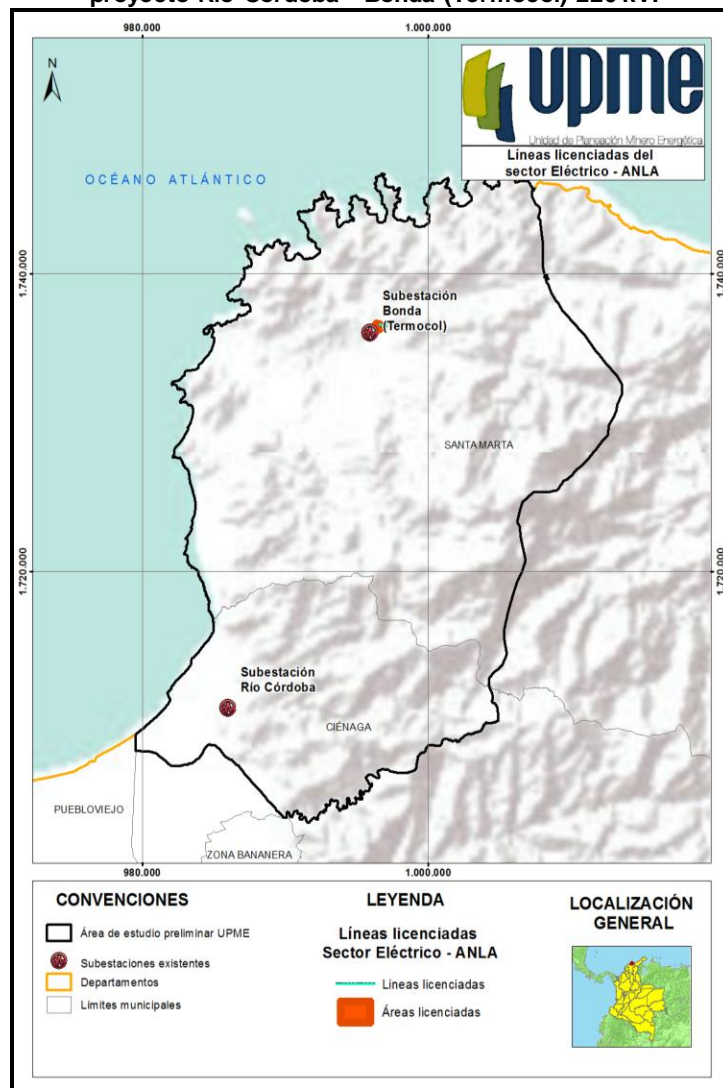 proyecto Río Córdoba – Bonda (Termocol) 220 kV.
980.000
1.000.000
N
upme
Unidad de Planeación Minero Energética
Líneas licenciadas del
sector Eléctrico - ANLA
OCÉANO ATLÁNTICO
1.740.000
1.740.000
Subestación
Bonda
(Termocol)
SANTA MARTA
1.720.000
1.720.000
Subestación
Río Córdoba
CIÉNAGA
PUEBLOVIEJO
ZONA BANANERA
980.000
1.000.000
CONVENCIONES
Área de estudio preliminar UPME
Subestaciones existentes
Departamentos
Límites municipales
LEYENDA
Líneas licenciadas
Sector Eléctrico - ANLA
Lineas licenciadas
Áreas licenciadas
LOCALIZACIÓN
GENERAL